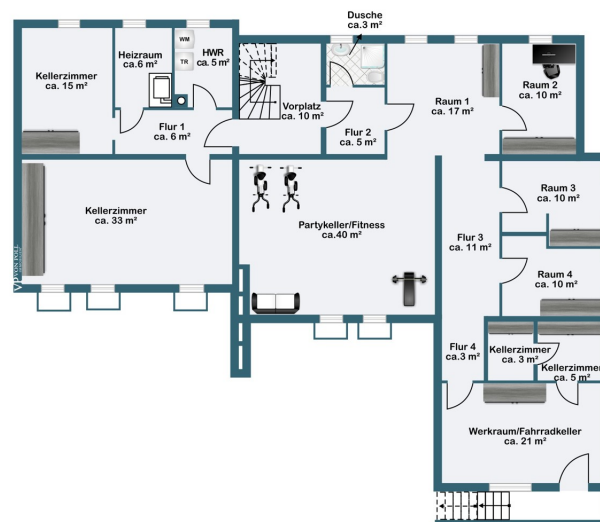 Dusche
ca.3 m²
Kellerzimmer
ca. 15 m²
Heizraum
ca.6 m²
WM
TR
HWR
ca. 5 m²
Vorplatz
ca. 10 m²
Raum 1
ca. 17 m²
Raum 2
ca. 10 m²
Flur 1
ca. 6 m²
Flur 2
ca. 5 m²
Kellerzimmer
ca. 33 m²
Partykeller/Fitness
ca.40 m²
Flur 3
ca. 11 m²
Raum 3
ca. 10 m²
Raum 4
ca. 10 m²
Flur 4
ca.3 m²
Kellerzimmer
ca. 3 m²
Kellerzimmer
ca. 5 m²
Werkraum/Fahrradkeller
ca. 21 m²
VP VON POLL